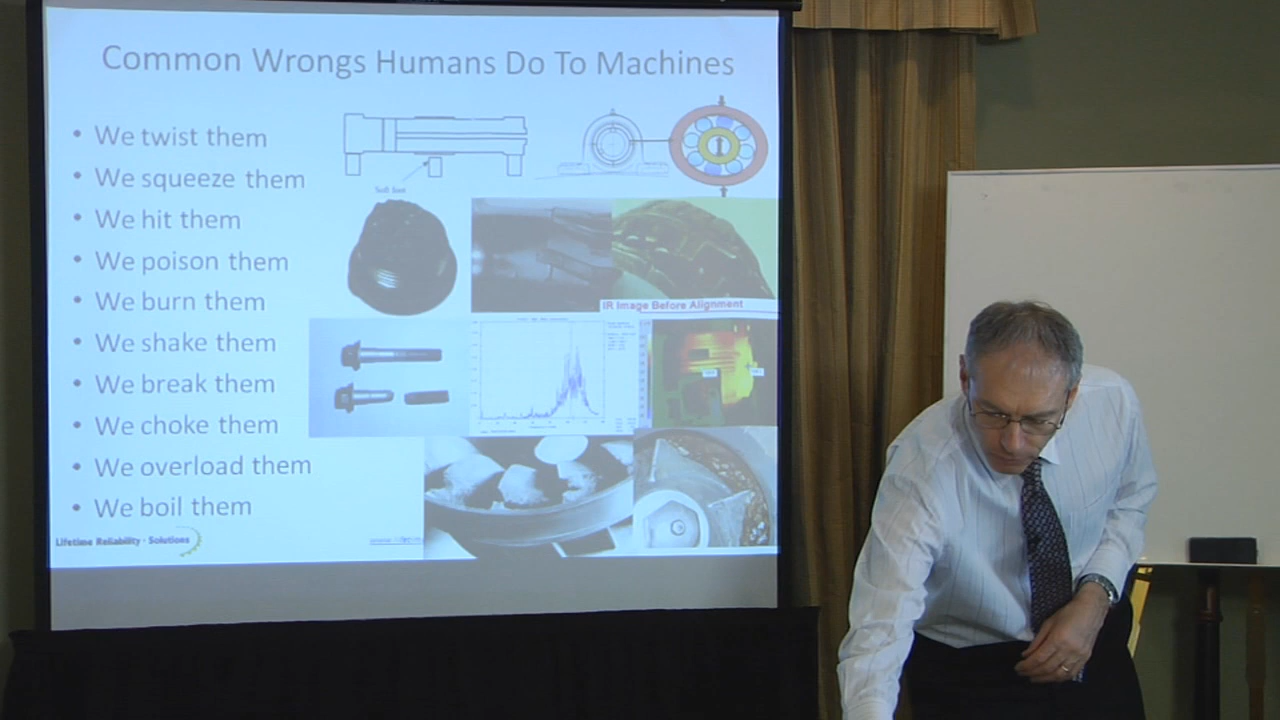 Common Wrongs Humans Do To Machines
• We twist them
• We squeeze them
• We hit them
• We poison them
• We burn them
• We shake them
• We break them
• We choke them
• We overload them
• We boil them
Soft foot
IR Image Before Alignment
Lifetime Reliability · Solutions